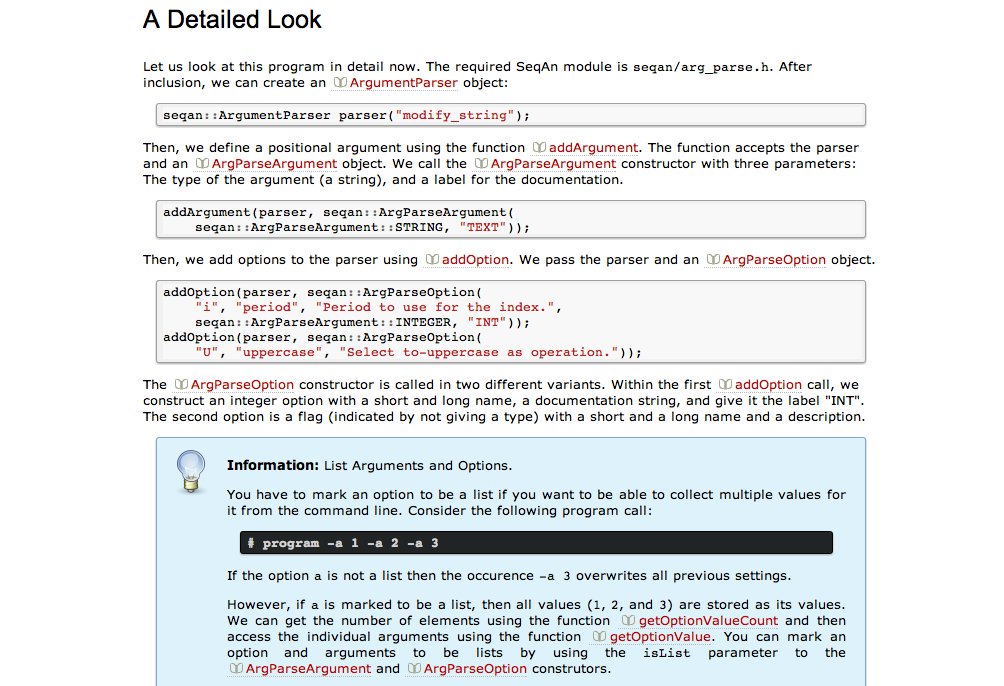 A Detailed Look
Let us look at this program in detail now. The required SeqAn module is seqan/arg_parse.h. After
inclusion, we can create an ArgumentParser object:
seqan::ArgumentParser parser("modify_string");
Then, we define a positional argument using the function addArgument. The function accepts the parser
and an ArgParseArgument object. We call the ArgParseArgument constructor with three parameters:
The type of the argument (a string), and a label for the documentation.
addArgument(parser, seqan::ArgParseArgument(
seqan::ArgParseArgument::STRING, "TEXT"));
Then, we add options to the parser using addOption. We pass the parser and an ArgParseOption object.
addOption(parser, seqan::ArgParseOption(
"i", "period", "Period to use for the index.",
seqan::ArgParseArgument::INTEGER, "INT"));
addOption(parser, seqan::ArgParseOption(
"U", "uppercase", "Select to-uppercase as operation."));
The ArgParseOption constructor is called in two different variants. Within the first addOption call, we
construct an integer option with a short and long name, a documentation string, and give it the label "INT".
The second option is a flag (indicated by not giving a type) with a short and a long name and a description.
Information: List Arguments and Options.
You have to mark an option to be a list if you want to be able to collect multiple values for
it from the command line. Consider the following program call:
# program -a 1 -a 2 -a 3
If the option a is not a list then the occurence -a 3 overwrites all previous settings.
However, if a is marked to be a list, then all values (1, 2, and 3) are stored as its values.
We can get the number of elements using the function getOptionValueCount and then
access the individual arguments using the function getOptionValue. You can mark an
option and arguments to be lists by using the isList parameter to the
ArgParseArgument and ArgParseOption construtors.